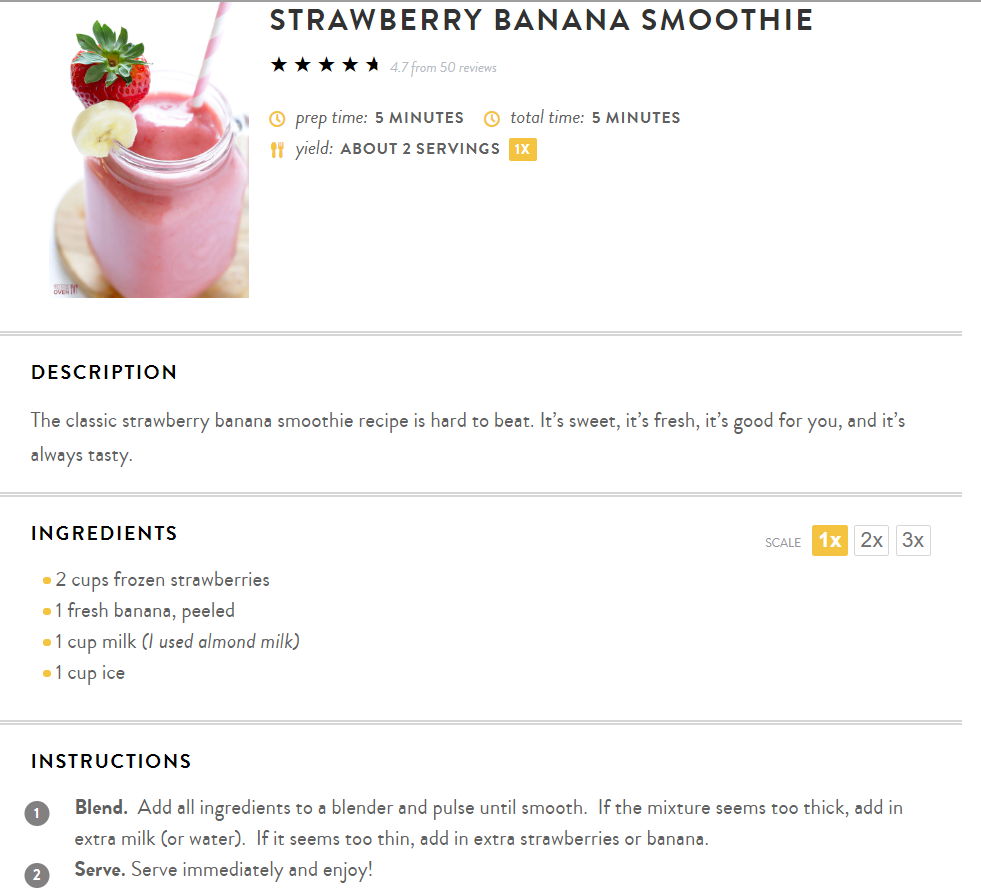 STRAWBERRY BANANA SMOOTHIE
4.7 from 50 reviews
prep time: 5 MINUTES total time: 5 MINUTES
yield: ABOUT 2 SERVINGS 1X
DESCRIPTION
The classic strawberry banana smoothie recipe is hard to beat. It's sweet, it's fresh, it's good for you, and it's
always tasty.
INGREDIENTS
SCALE 1x 2x 3x
2 cups frozen strawberries
1 fresh banana, peeled
1 cup milk (I used almond milk)
1 cup ice
INSTRUCTIONS
1 Blend. Add all ingredients to a blender and pulse until smooth. If the mixture seems too thick, add in
extra milk (or water). If it seems too thin, add in extra strawberries or banana.
2 Serve. Serve immediately and enjoy!